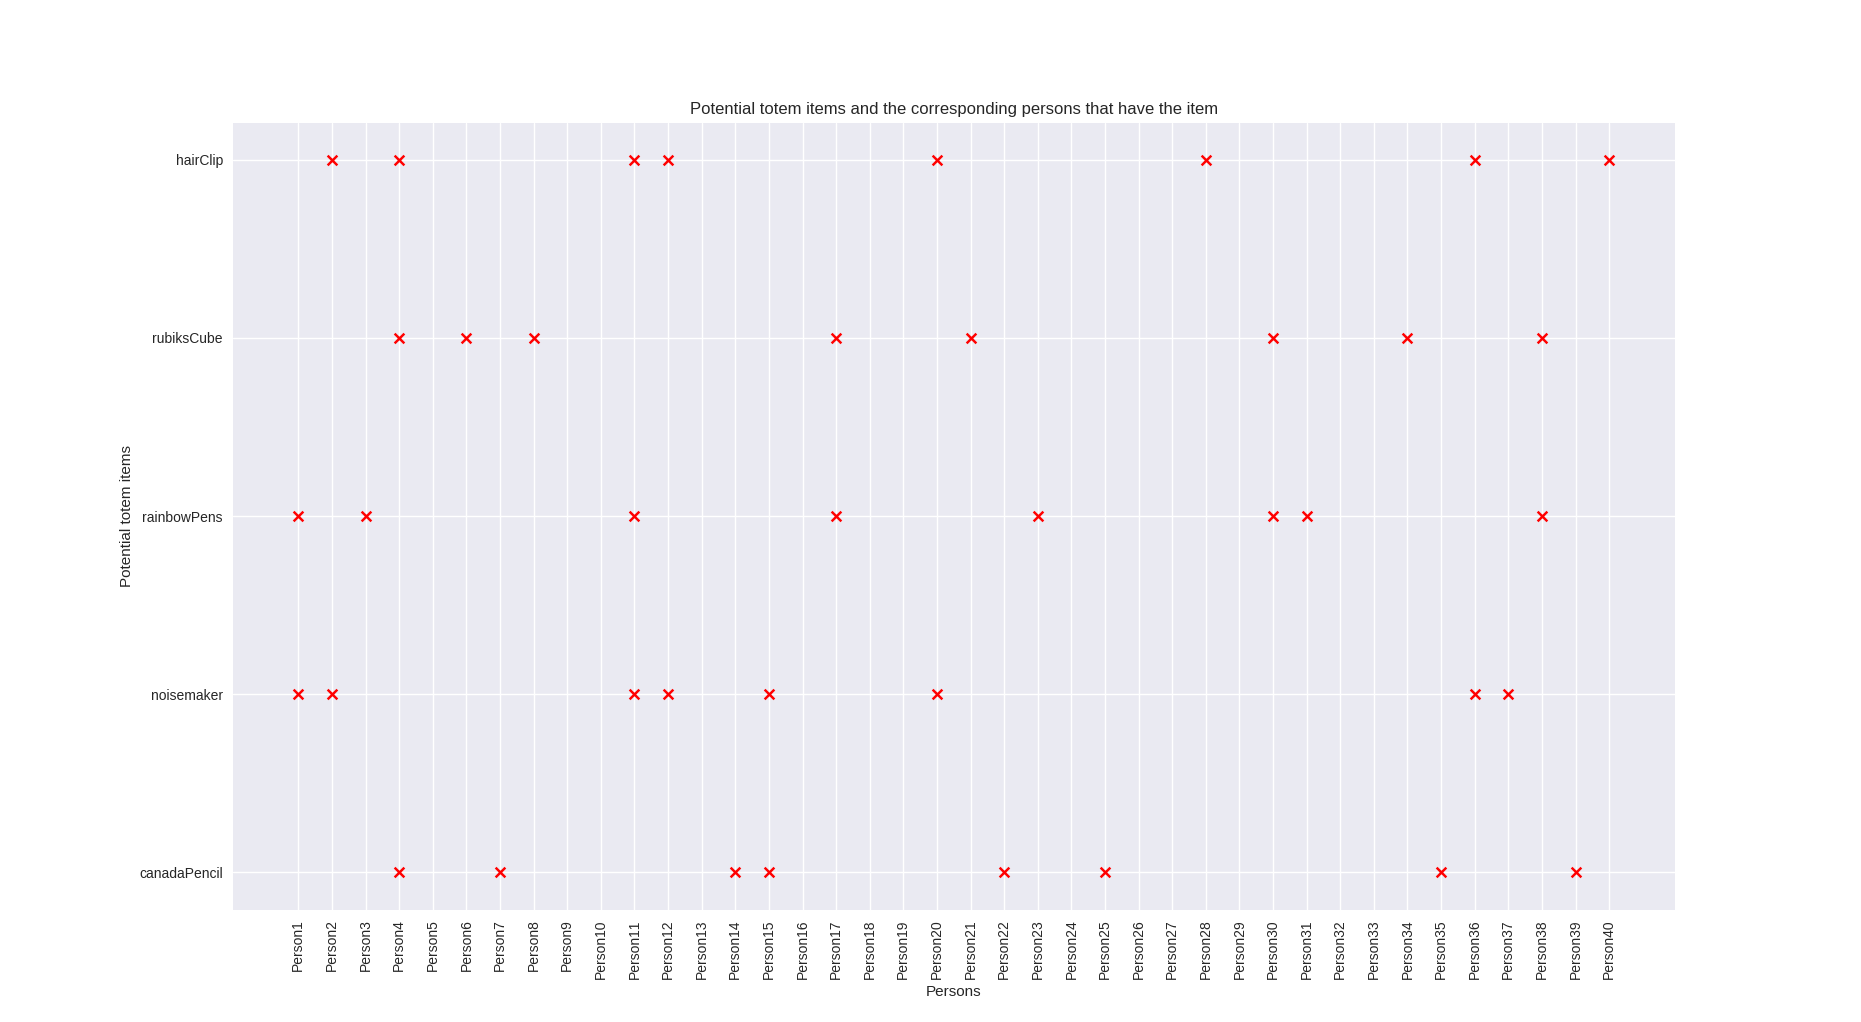 Potential totem items and the corresponding persons that have the item
hairClip
rubiksCube
rainbowPens
noisemaker
canadaPencil
Potential totem items
Person1
Person2
Person3
Person4
Person5
Person6
Person7
Person8
Person9
Person10
Person11
Person12
Person13
Person14
Person15
Person16
Person17
Person18
Person19
Person20
Person21
Person22
Person23
Person24
Person25
Person26
Person27
Person28
Person29
Person30
Person31
Person32
Person33
Person34
Person35
Person36
Person37
Person38
Person39
Person40
Persons